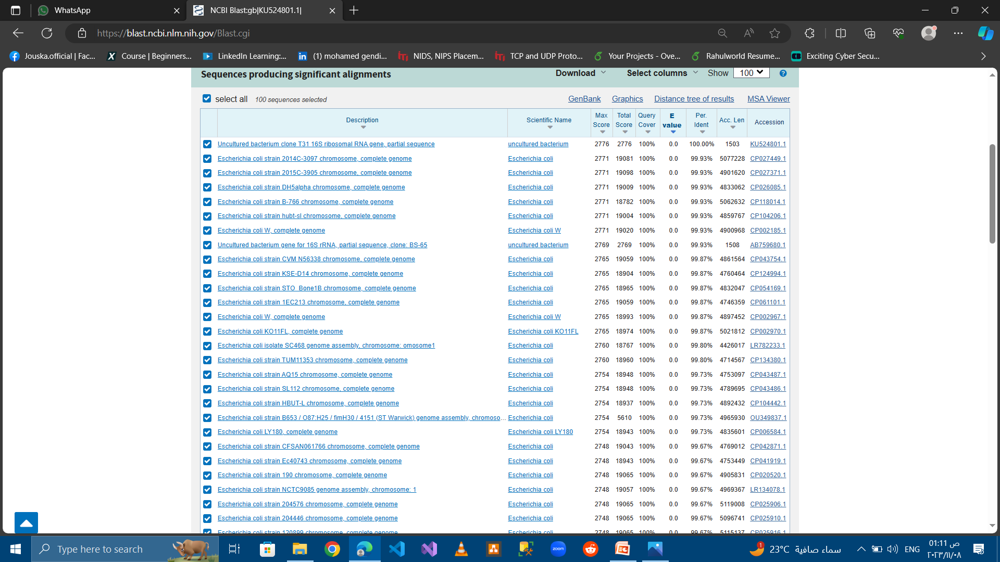 WhatsApp
NCBI Blast:gb|KU524801.1|
https://blast.ncbi.nlm.nih.gov/Blast.cgi
Jouska.official | Fac... Course | Beginners... LinkedIn Learning:... (1) mohamed gendi... NIDS, NIPS Placem... TCP and UDP Proto... Your Projects - Ove... Rahulworld Resume... Exciting Cyber Secu...
Sequences producing significant alignments Download Select columns Show 100
select all 100 sequences selected GenBank Graphics Distance tree of results MSA Viewer
Description Scientific Name Max Score Total Score Query Cover E value Per. Ident Acc. Len Accession
Uncultured bacterium clone T31 16S ribosomal RNA gene, partial sequence uncultured bacterium 2776 2776 100% 0.0 100.00% 1503 KU524801.1
Escherichia coli strain 2014C-3097 chromosome, complete genome Escherichia coli 2771 19081 100% 0.0 99.93% 5077228 CP027449.1
Escherichia coli strain 2015C-3905 chromosome, complete genome Escherichia coli 2771 19098 100% 0.0 99.93% 4901620 CP027371.1
Escherichia coli strain DH5alpha chromosome, complete genome Escherichia coli 2771 19009 100% 0.0 99.93% 4833062 CP026085.1
Escherichia coli strain B-766 chromosome, complete genome Escherichia coli 2771 18782 100% 0.0 99.93% 5062632 CP118014.1
Escherichia coli strain hubt-sl chromosome, complete genome Escherichia coli 2771 19004 100% 0.0 99.93% 4859767 CP104206.1
Escherichia coli W, complete genome Escherichia coli W 2771 19020 100% 0.0 99.93% 4900968 CP002185.1
Uncultured bacterium gene for 16S rRNA, partial sequence, clone: BS-65 uncultured bacterium 2769 2769 100% 0.0 99.93% 1508 AB759680.1
Escherichia coli strain CVM N56338 chromosome, complete genome Escherichia coli 2765 19059 100% 0.0 99.87% 4861564 CP043754.1
Escherichia coli strain KSE-D14 chromosome, complete genome Escherichia coli 2765 18904 100% 0.0 99.87% 4760464 CP124994.1
Escherichia coli strain STO_Bone1B chromosome, complete genome Escherichia coli 2765 18965 100% 0.0 99.87% 4832047 CP054169.1
Escherichia coli strain 1EC213 chromosome, complete genome Escherichia coli 2765 19059 100% 0.0 99.87% 4746359 CP061101.1
Escherichia coli W, complete genome Escherichia coli W 2765 18993 100% 0.0 99.87% 4897452 CP002967.1
Escherichia coli KO11FL, complete genome Escherichia coli KO11FL 2765 18974 100% 0.0 99.87% 5021812 CP002970.1
Escherichia coli isolate SC468 genome assembly, chromosome: omosome1 Escherichia coli 2760 18767 100% 0.0 99.80% 4426017 LR782233.1
Escherichia coli strain TUM11353 chromosome, complete genome Escherichia coli 2760 18960 100% 0.0 99.80% 4714567 CP134380.1
Escherichia coli strain AQ15 chromosome, complete genome Escherichia coli 2754 18948 100% 0.0 99.73% 4753097 CP043487.1
Escherichia coli strain SL112 chromosome, complete genome Escherichia coli 2754 18948 100% 0.0 99.73% 4789695 CP043486.1
Escherichia coli strain HBUT-L chromosome, complete genome Escherichia coli 2754 18937 100% 0.0 99.73% 4892432 CP104442.1
Escherichia coli strain B653 / O87:H25 / fimH30 / 4151 (ST Warwick) genome assembly, chromoso... Escherichia coli 2754 5610 100% 0.0 99.73% 4965930 OU349837.1
Escherichia coli LY180, complete genome Escherichia coli LY180 2754 18943 100% 0.0 99.73% 4835601 CP006584.1
Escherichia coli strain CFSAN061766 chromosome, complete genome Escherichia coli 2748 19043 100% 0.0 99.67% 4769012 CP042871.1
Escherichia coli strain Ec40743 chromosome, complete genome Escherichia coli 2748 18943 100% 0.0 99.67% 4753449 CP041919.1
Escherichia coli strain 190 chromosome, complete genome Escherichia coli 2748 19065 100% 0.0 99.67% 4905831 CP020520.1
Escherichia coli strain NCTC9085 genome assembly, chromosome: 1 Escherichia coli 2748 19057 100% 0.0 99.67% 4969367 LR134078.1
Escherichia coli strain 204576 chromosome, complete genome Escherichia coli 2748 19065 100% 0.0 99.67% 5119008 CP025906.1
Escherichia coli strain 204446 chromosome, complete genome Escherichia coli 2748 19065 100% 0.0 99.67% 5096741 CP025910.1
Escherichia coli strain 120899 chromosome, complete genome Escherichia coli 2748 19065 100% 0.0 99.67% 5115137 CP025916.1
Type here to search
zoom
1 23°C سماء صافية ENG
01:11 ص
٢٠٢٣/١١/٠٨